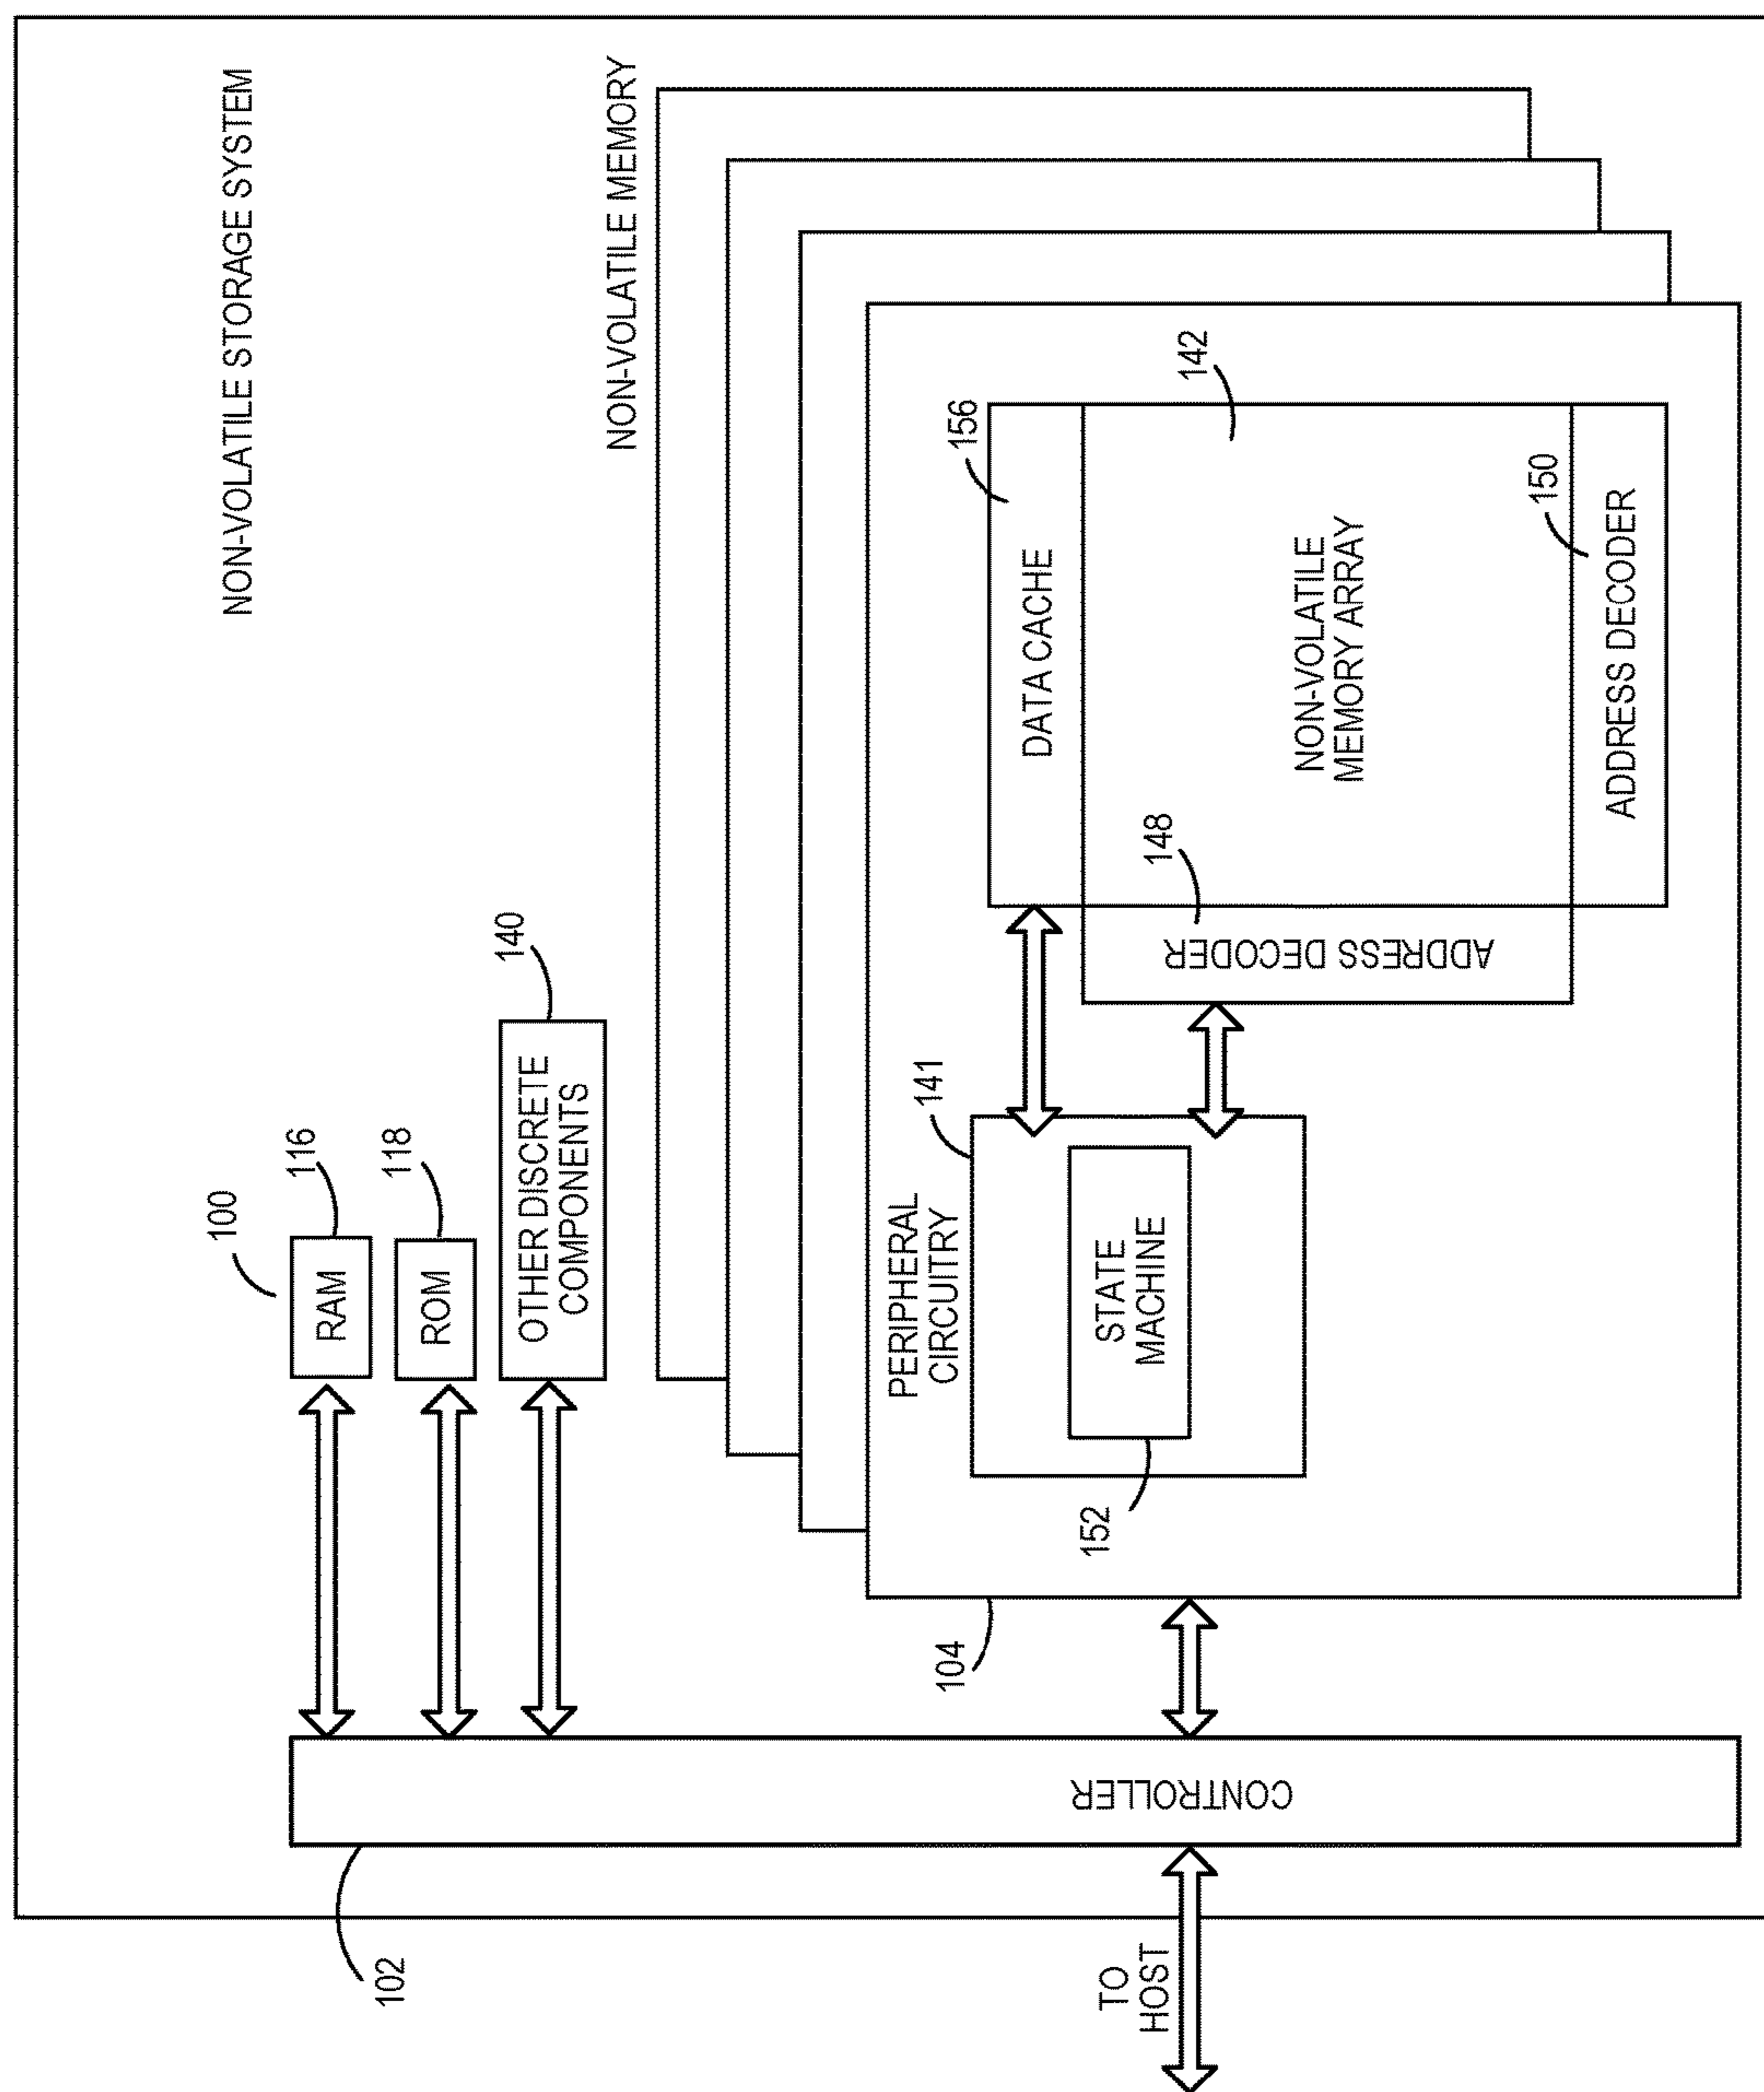 NON-VOLATILE STORAGE SYSTEM
100
RAM
116
ROM
118
OTHER DISCRETE
COMPONENTS
140
NON-VOLATILE MEMORY
102
CONTROLLER
TO
HOST
104
PERIPHERAL
CIRCUITRY
141
STATE
MACHINE
152
DATA CACHE
156
ADDRESS DECODER
148
NON-VOLATILE
MEMORY ARRAY
142
ADDRESS DECODER
150